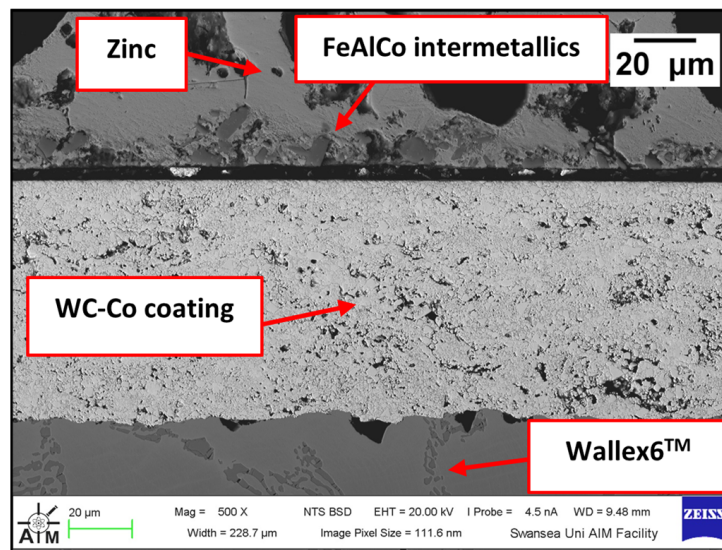 Zinc
FeAlCo intermetallics
20 µm
WC-Co coating
Wallex6™
AIM
20 µm
Mag = 500 X
NTS BSD
EHT = 20.00 kV
I Probe = 4.5 nA
WD = 9.48 mm
Width = 228.7 µm
Image Pixel Size = 111.6 nm
Swansea Uni AIM Facility
ZEISS